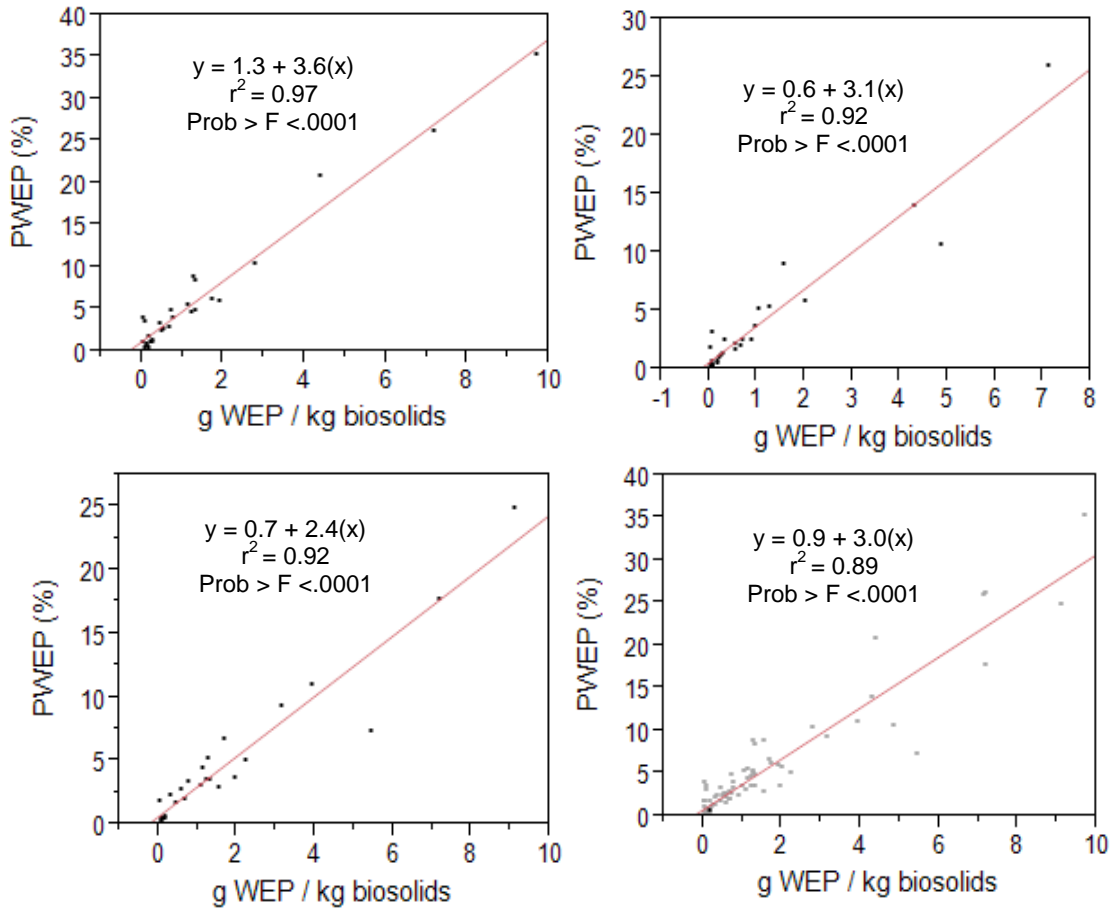 40
35
30
25
20
15
10
5
0
PWEP (%)
y = 1.3 + 3.6(x)
r² = 0.97
Prob > F <.0001
0 2 4 6 8 10
g WEP / kg biosolids
30
25
20
15
10
5
0
PWEP (%)
y = 0.6 + 3.1(x)
r² = 0.92
Prob > F <.0001
-1 0 1 2 3 4 5 6 7 8
g WEP / kg biosolids
25
20
15
10
5
0
PWEP (%)
y = 0.7 + 2.4(x)
r² = 0.92
Prob > F <.0001
0 2 4 6 8 10
g WEP / kg biosolids
40
35
30
25
20
15
10
5
0
PWEP (%)
y = 0.9 + 3.0(x)
r² = 0.89
Prob > F <.0001
0 2 4 6 8 10
g WEP / kg biosolids